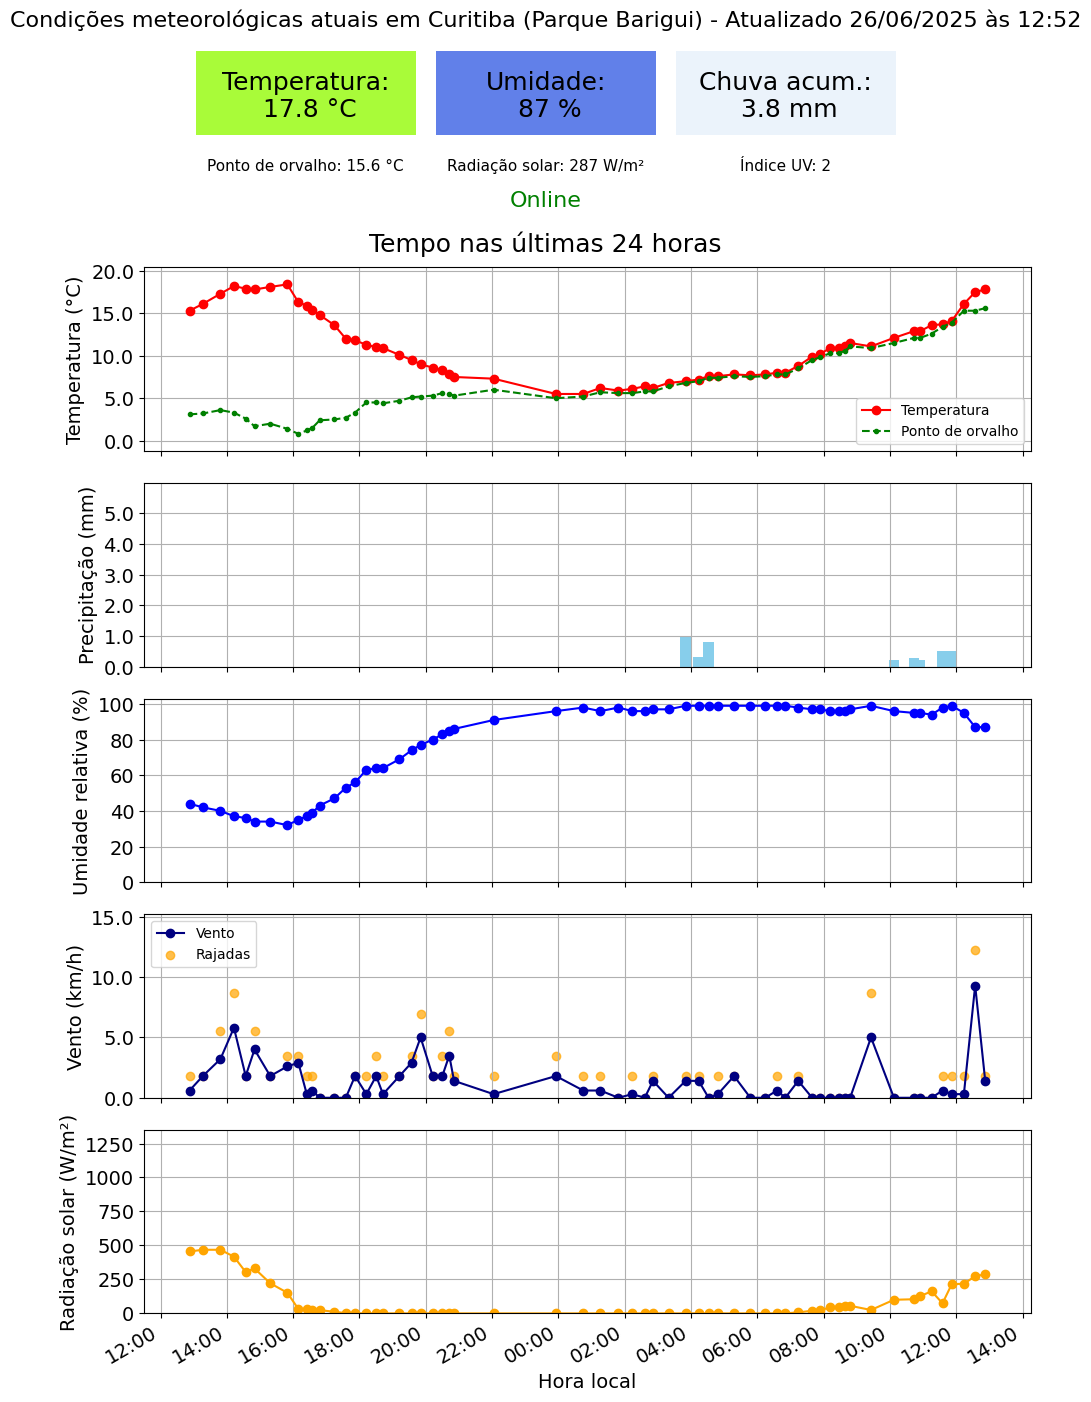 Condições meteorológicas atuais em Curitiba (Parque Barigui) - Atualizado 26/06/2025 às 12:52
Temperatura:
17.8 °C
Umidade:
87 %
Chuva acum.:
3.8 mm
Ponto de orvalho: 15.6 °C
Radiação solar: 287 W/m²
Índice UV: 2
Online
Tempo nas últimas 24 horas
Temperatura (°C)
20.0
15.0
10.0
5.0
0.0
Temperatura
Ponto de orvalho
Precipitação (mm)
5.0
4.0
3.0
2.0
1.0
0.0
Umidade relativa (%)
100
80
60
40
20
0
Vento (km/h)
15.0
10.0
5.0
0.0
Vento
Rajadas
Radiação solar (W/m²)
1250
1000
750
500
250
0
12:00
14:00
16:00
18:00
20:00
22:00
00:00
02:00
04:00
06:00
08:00
10:00
12:00
14:00
Hora local